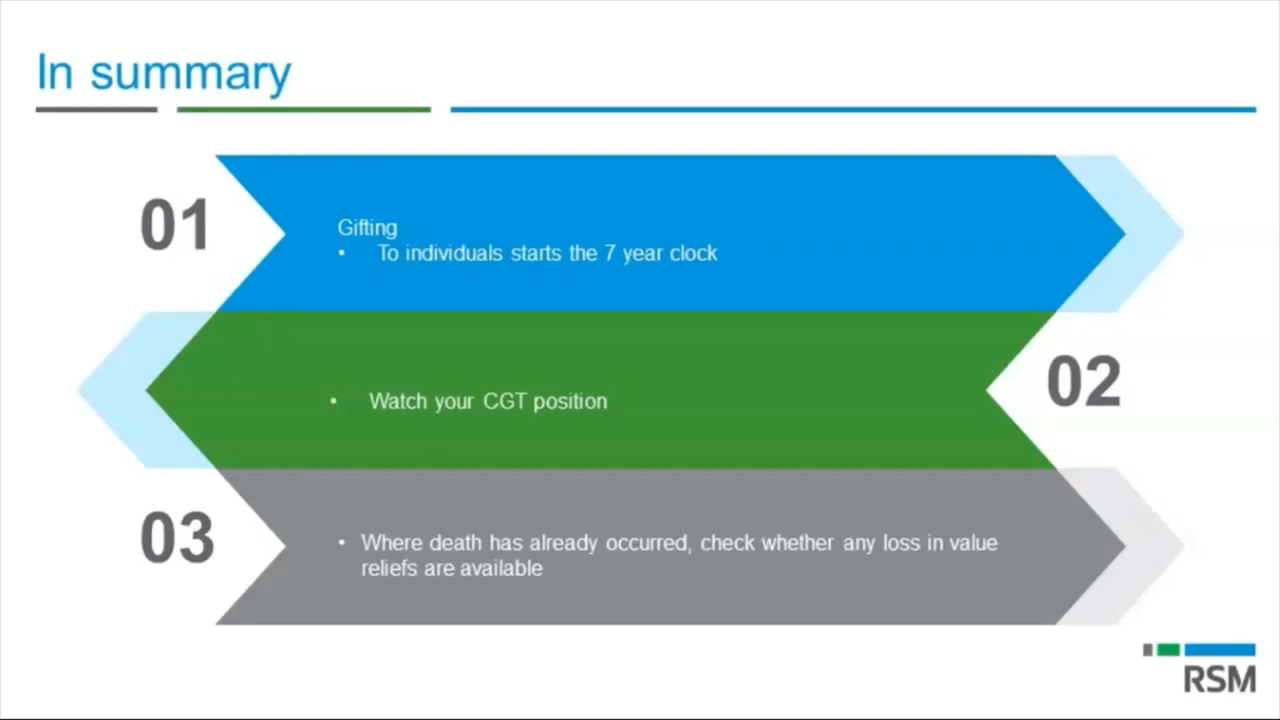 In summary
01
Gifting
• To individuals starts the 7 year clock
02
• Watch your CGT position
03
• Where death has already occurred, check whether any loss in value
reliefs are available
RSM